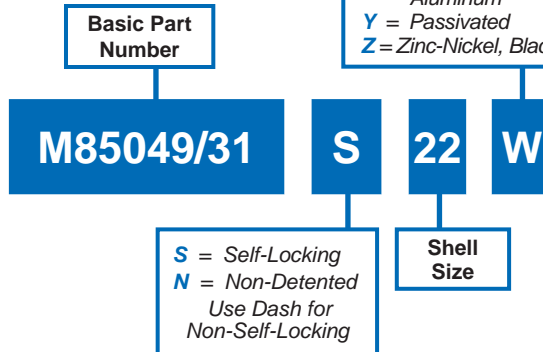 Aluminum
Y = Passivated
Z = Zinc-Nickel,
Basic Part
Number
M85049/31 S 22 W
S = Self-Locking
N = Non-Detented
Use Dash for
Non-Self-Locking
Shell
Size